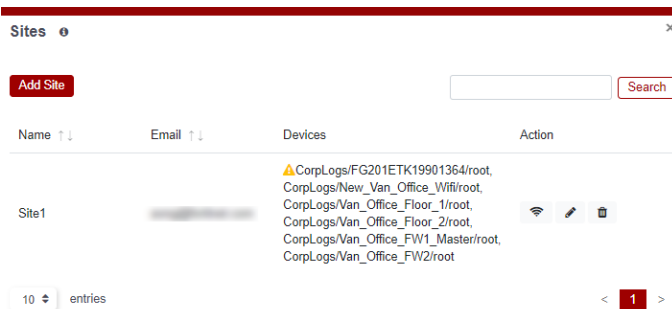 Sites
Add Site
Search
Name ↑↓ Email ↑↓ Devices Action
CorpLogs/FG201ETK19901364/root,
CorpLogs/New_Van_Office_Wifi/root,
CorpLogs/Van_Office_Floor_1/root,
Site1
CorpLogs/Van_Office_Floor_2/root,
CorpLogs/Van_Office_FW1_Master/root,
CorpLogs/Van_Office_FW2/root
10 entries < 1 >